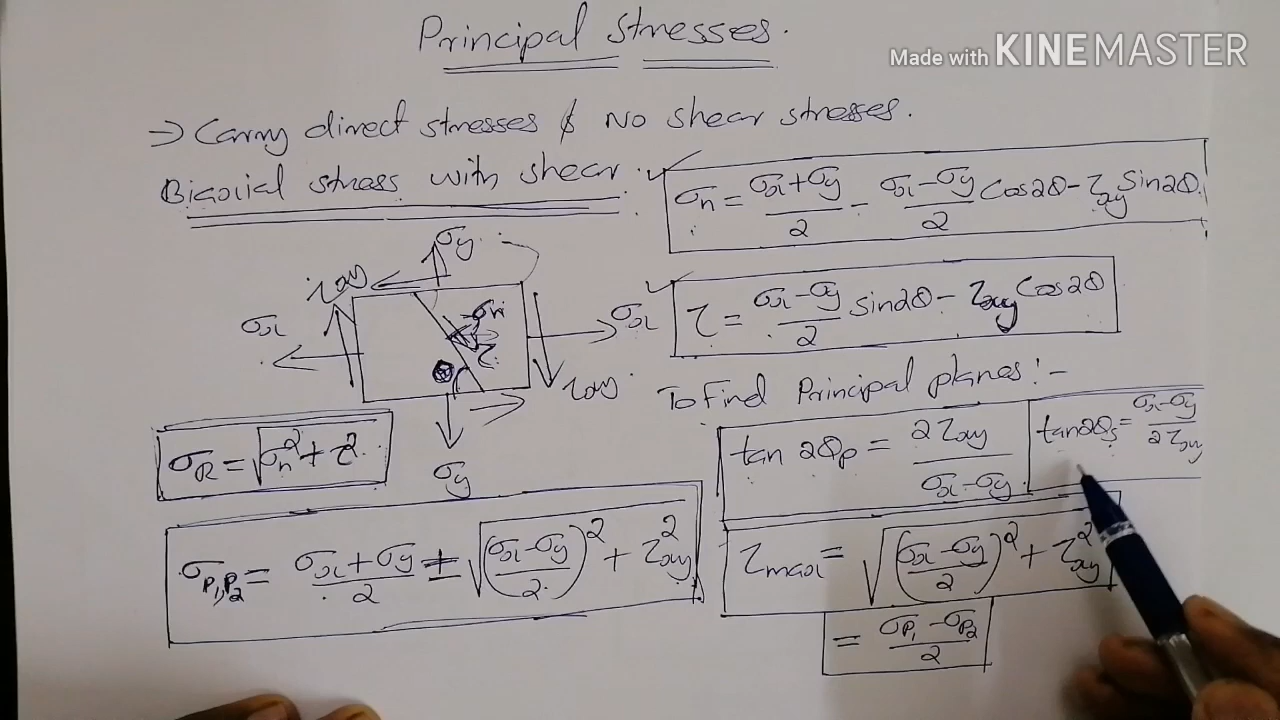 Principal Stresses.
Made with KINEMASTER
→ Carry direct stresses & No shear stresses.
Biaxial stress with shear.
σn = (σx+σy)/2 - (σx-σy)/2 Cos2θ - τxy Sin2θ
σy
τxy
σx
σx
σn
τ
τxy
σy
τ = (σx-σy)/2 sin2θ - τxy Cos2θ
To Find Principal planes:-
tan 2θp = 2τxy/(σx-σy)
tan2θs = (σx-σy)/2τxy
σR = √(σn²+τ²)
σP1,P2 = (σx+σy)/2 ± √(((σx-σy)/2)² + τxy²)
τmax = √(((σx-σy)/2)² + τxy²)
= (σP1-σP2)/2